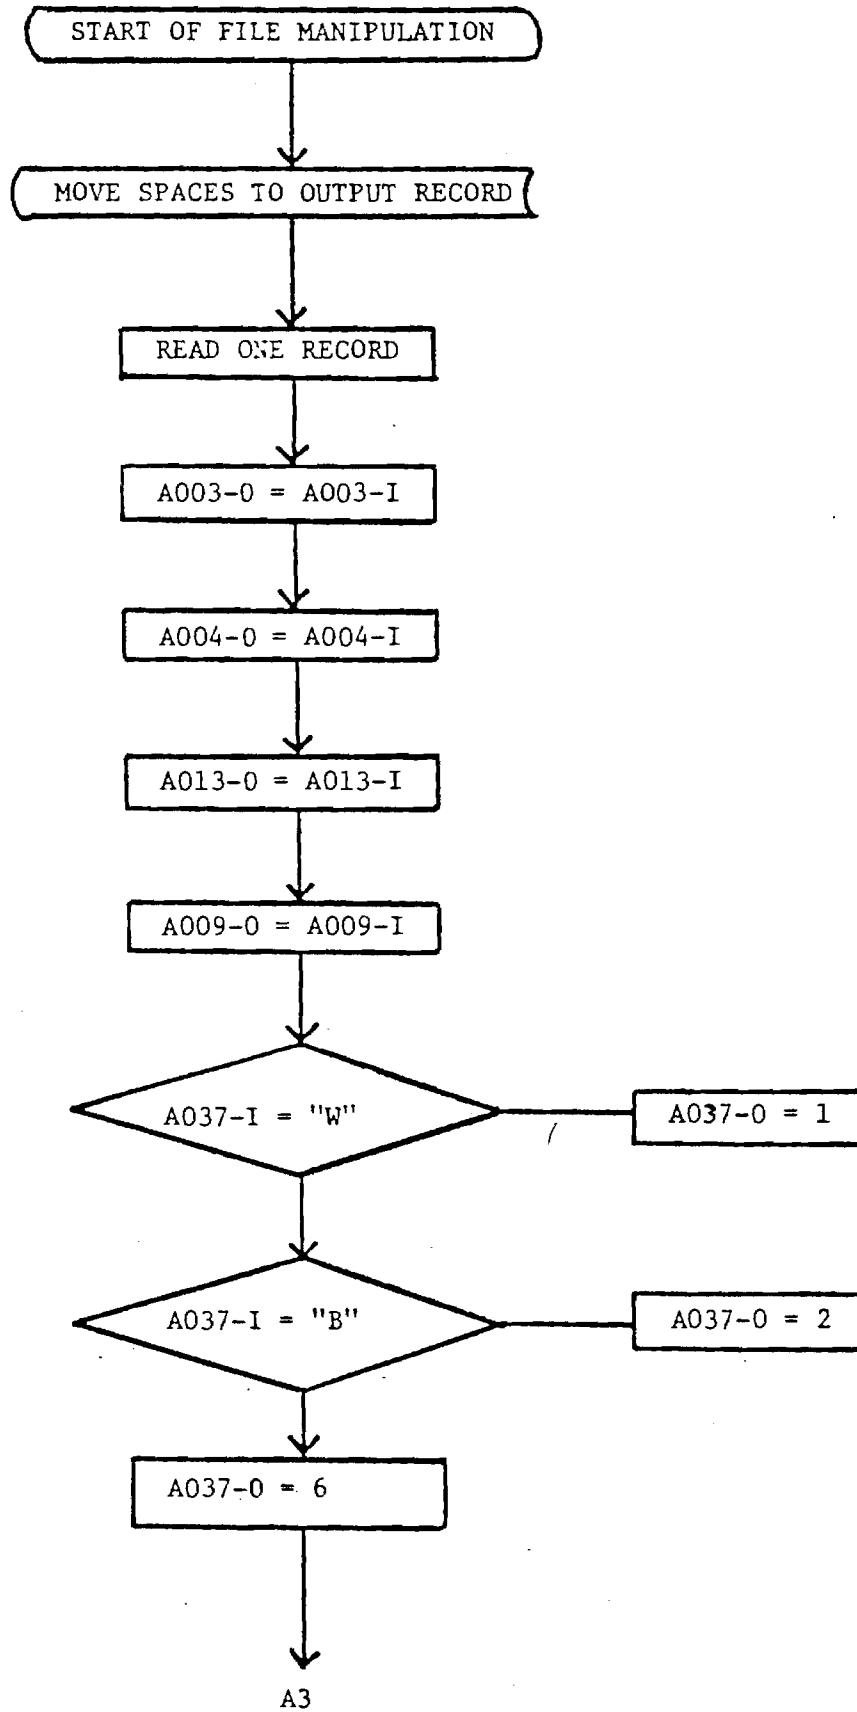 START OF FILE MANIPULATION
MOVE SPACES TO OUTPUT RECORD
READ ONE RECORD
A003-0 = A003-I
A004-0 = A004-I
A013-0 = A013-I
A009-0 = A009-I
A037-I = "W"
A037-0 = 1
A037-I = "B"
A037-0 = 2
A037-0 = 6
A3